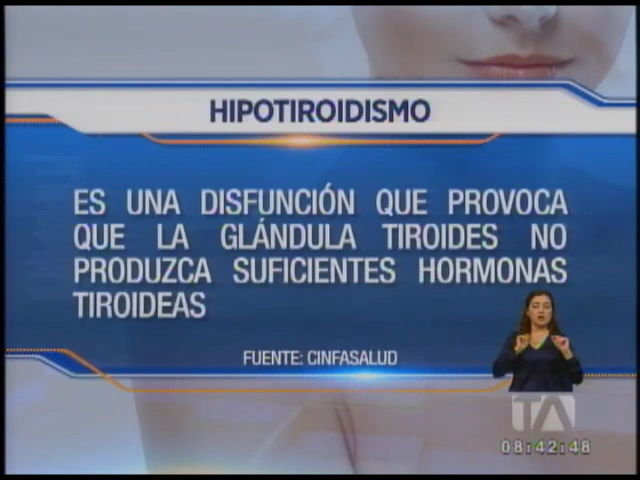 HIPOTIROIDISMO
ES UNA DISFUNCIÓN QUE PROVOCA
QUE LA GLÁNDULA TIROIDES NO
PRODUZCA SUFICIENTES HORMONAS
TIROIDEAS
FUENTE: CINFASALUD
TA
08:42:48